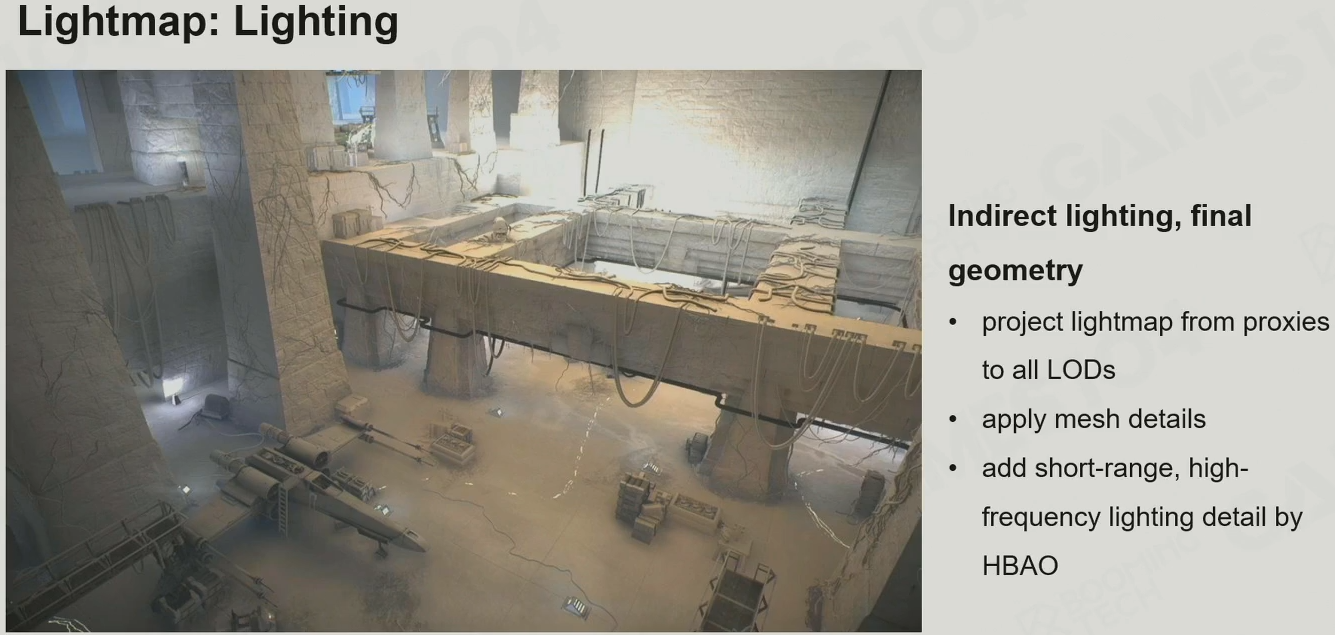 Lightmap: Lighting
Indirect lighting, final
geometry
• project lightmap from proxies
to all LODs
• apply mesh details
• add short-range, high-
frequency lighting detail by
HBAO